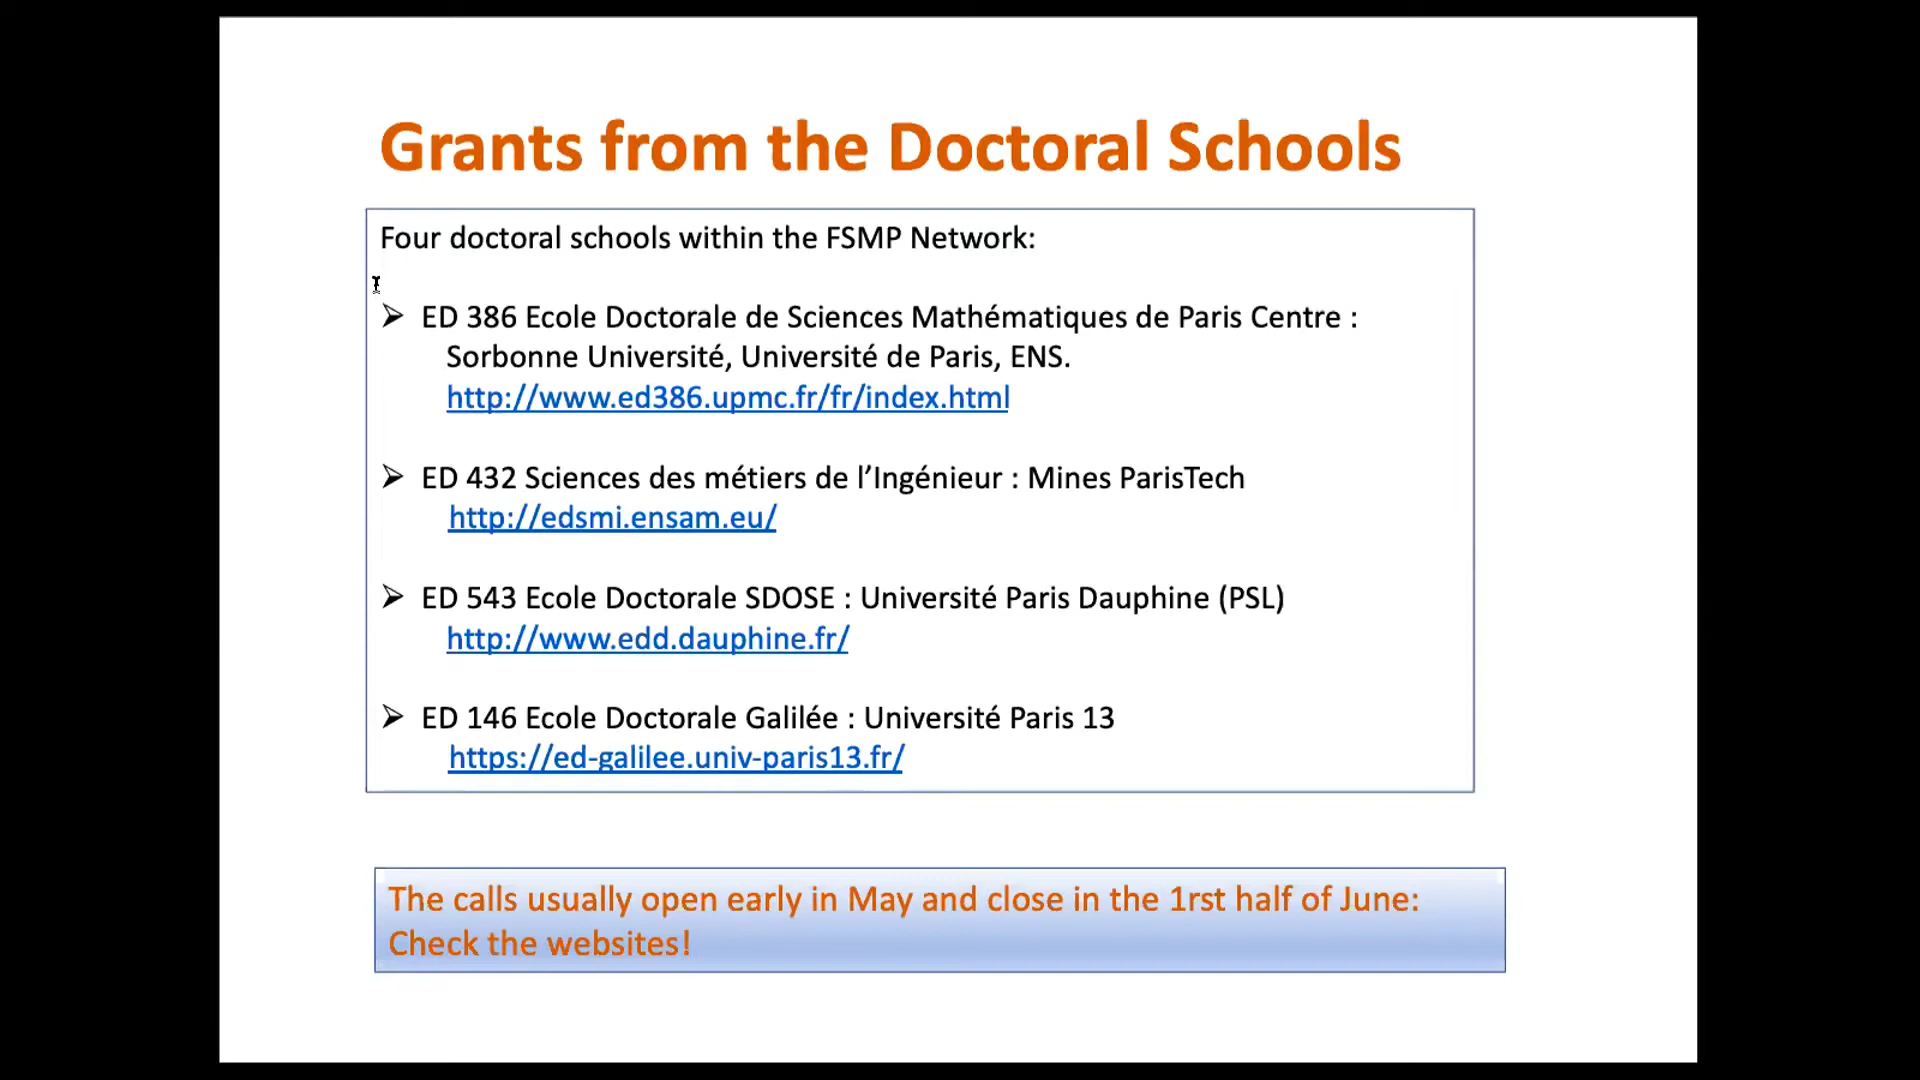 Grants from the Doctoral Schools
Four doctoral schools within the FSMP Network:
➢ ED 386 Ecole Doctorale de Sciences Mathématiques de Paris Centre :
Sorbonne Université, Université de Paris, ENS.
http://www.ed386.upmc.fr/fr/index.html
➢ ED 432 Sciences des métiers de l’Ingénieur : Mines ParisTech
http://edsmi.ensam.eu/
➢ ED 543 Ecole Doctorale SDOSE : Université Paris Dauphine (PSL)
http://www.edd.dauphine.fr/
➢ ED 146 Ecole Doctorale Galilée : Université Paris 13
https://ed-galilee.univ-paris13.fr/
The calls usually open early in May and close in the 1rst half of June:
Check the websites!